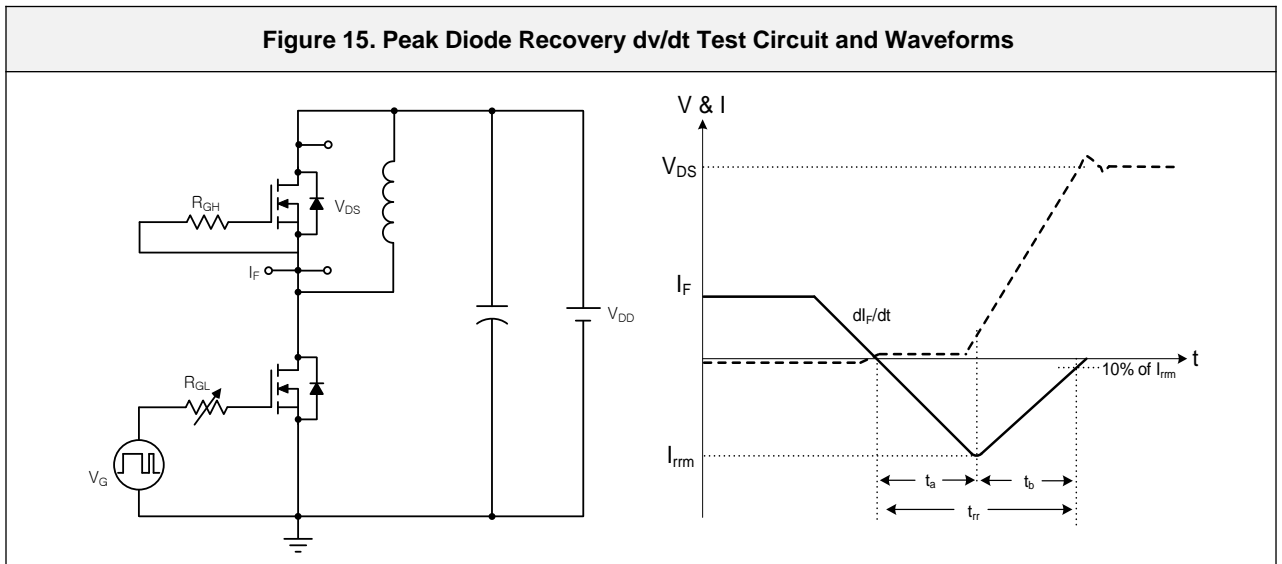 Figure 15. Peak Diode Recovery dv/dt Test Circuit and Waveforms
RGH
VDS
IF
VDD
RGL
VG
V & I
VDS
IF
dIF/dt
t
10% of Irrm
Irrm
ta
tb
trr